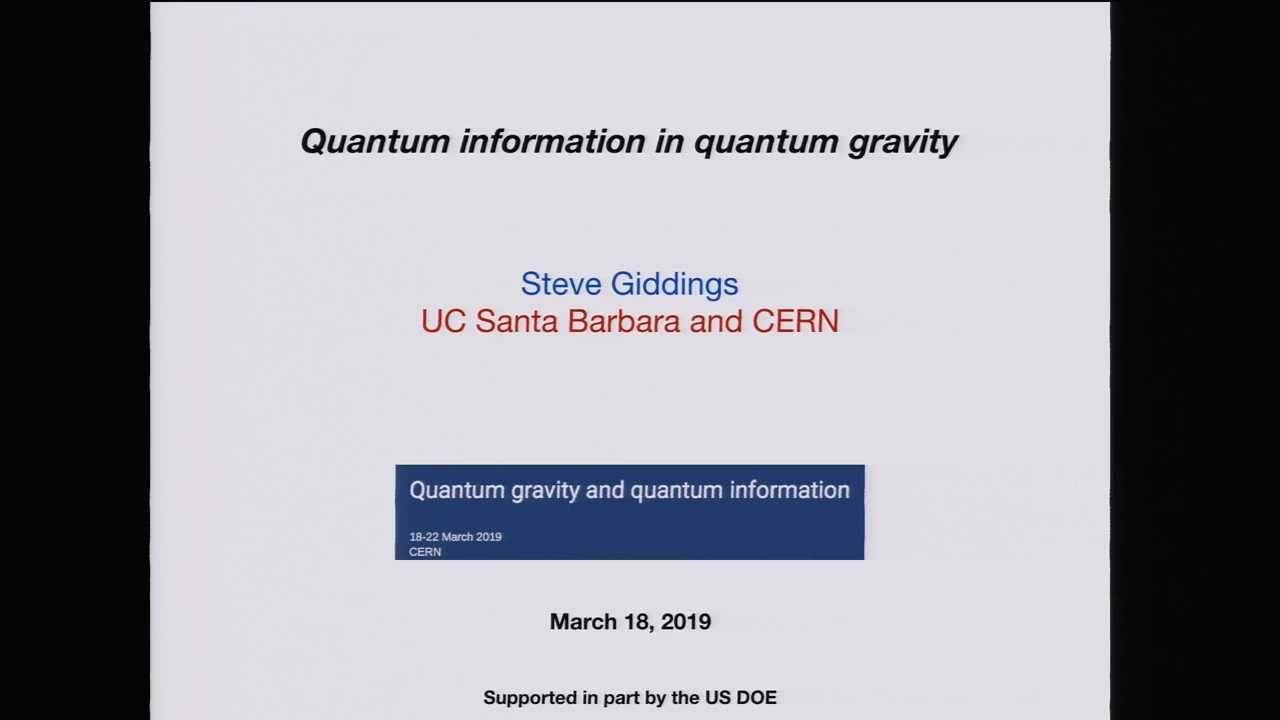 Quantum information in quantum gravity
Steve Giddings
UC Santa Barbara and CERN
Quantum gravity and quantum information
18-22 March 2019
CERN
March 18, 2019
Supported in part by the US DOE